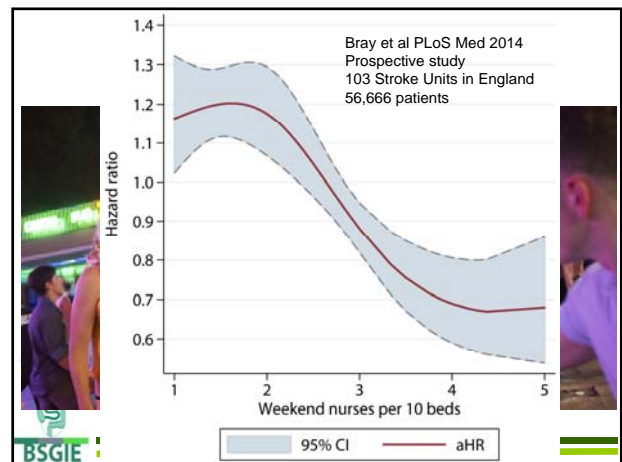 Bray et al PLoS Med 2014
Prospective study
103 Stroke Units in England
56,666 patients
Hazard ratio
1.4
1.3
1.2
1.1
1.0
0.9
0.8
0.7
0.6
1 2 3 4 5
Weekend nurses per 10 beds
95% CI aHR
BSGIE